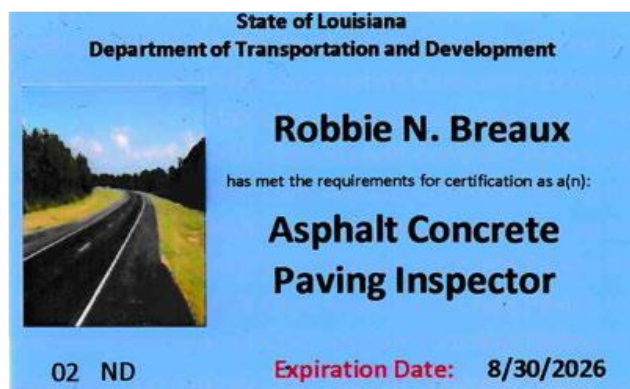 State of Louisiana
Department of Transportation and Development
Robbie N. Breaux
has met the requirements for certification as a(n):
Asphalt Concrete
Paving Inspector
02 ND
Expiration Date: 8/30/2026